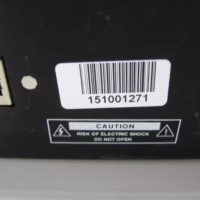 151001271
CAUTION
RISK OF ELECTRIC SHOCK
DO NOT OPEN